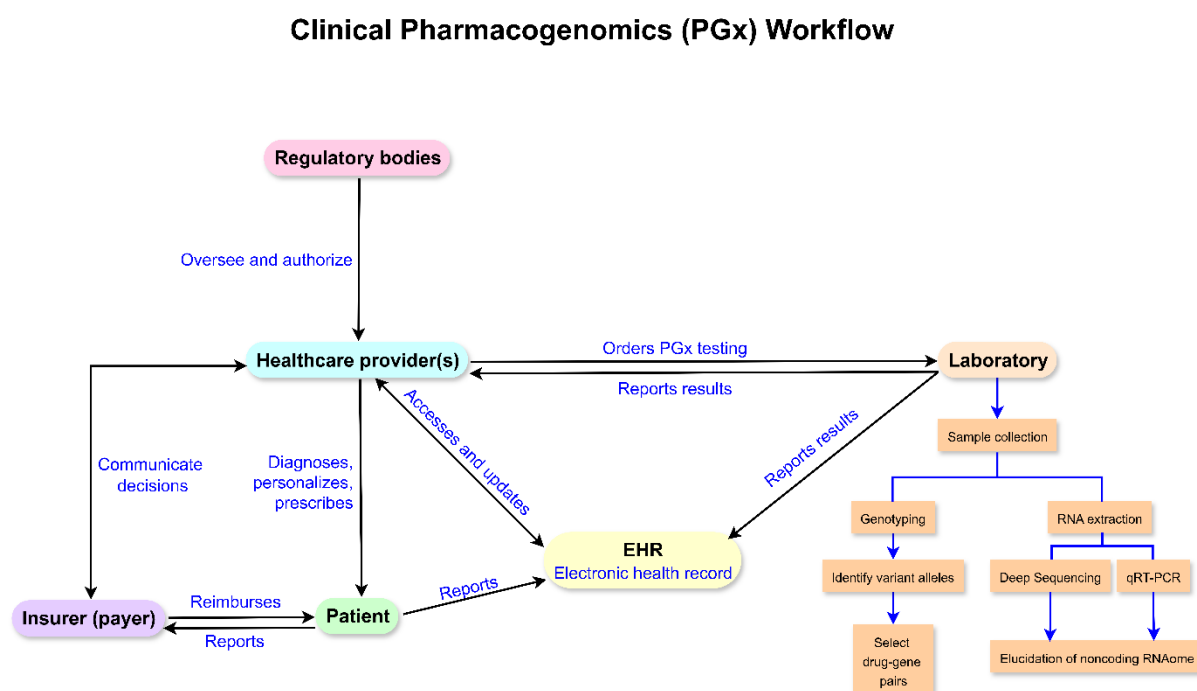 Clinical Pharmacogenomics (PGx) Workflow
Regulatory bodies
Oversee and authorize
Healthcare provider(s)
Orders PGx testing
Laboratory
Reports results
Accesses and updates
Reports results
Sample collection
Communicate
decisions
Diagnoses,
personalizes,
prescribes
Genotyping
RNA extraction
EHR
Electronic health record
Identify variant alleles
Deep Sequencing
qRT-PCR
Reports
Insurer (payer)
Reimburses
Patient
Reports
Select
drug-gene
pairs
Elucidation of noncoding RNAome